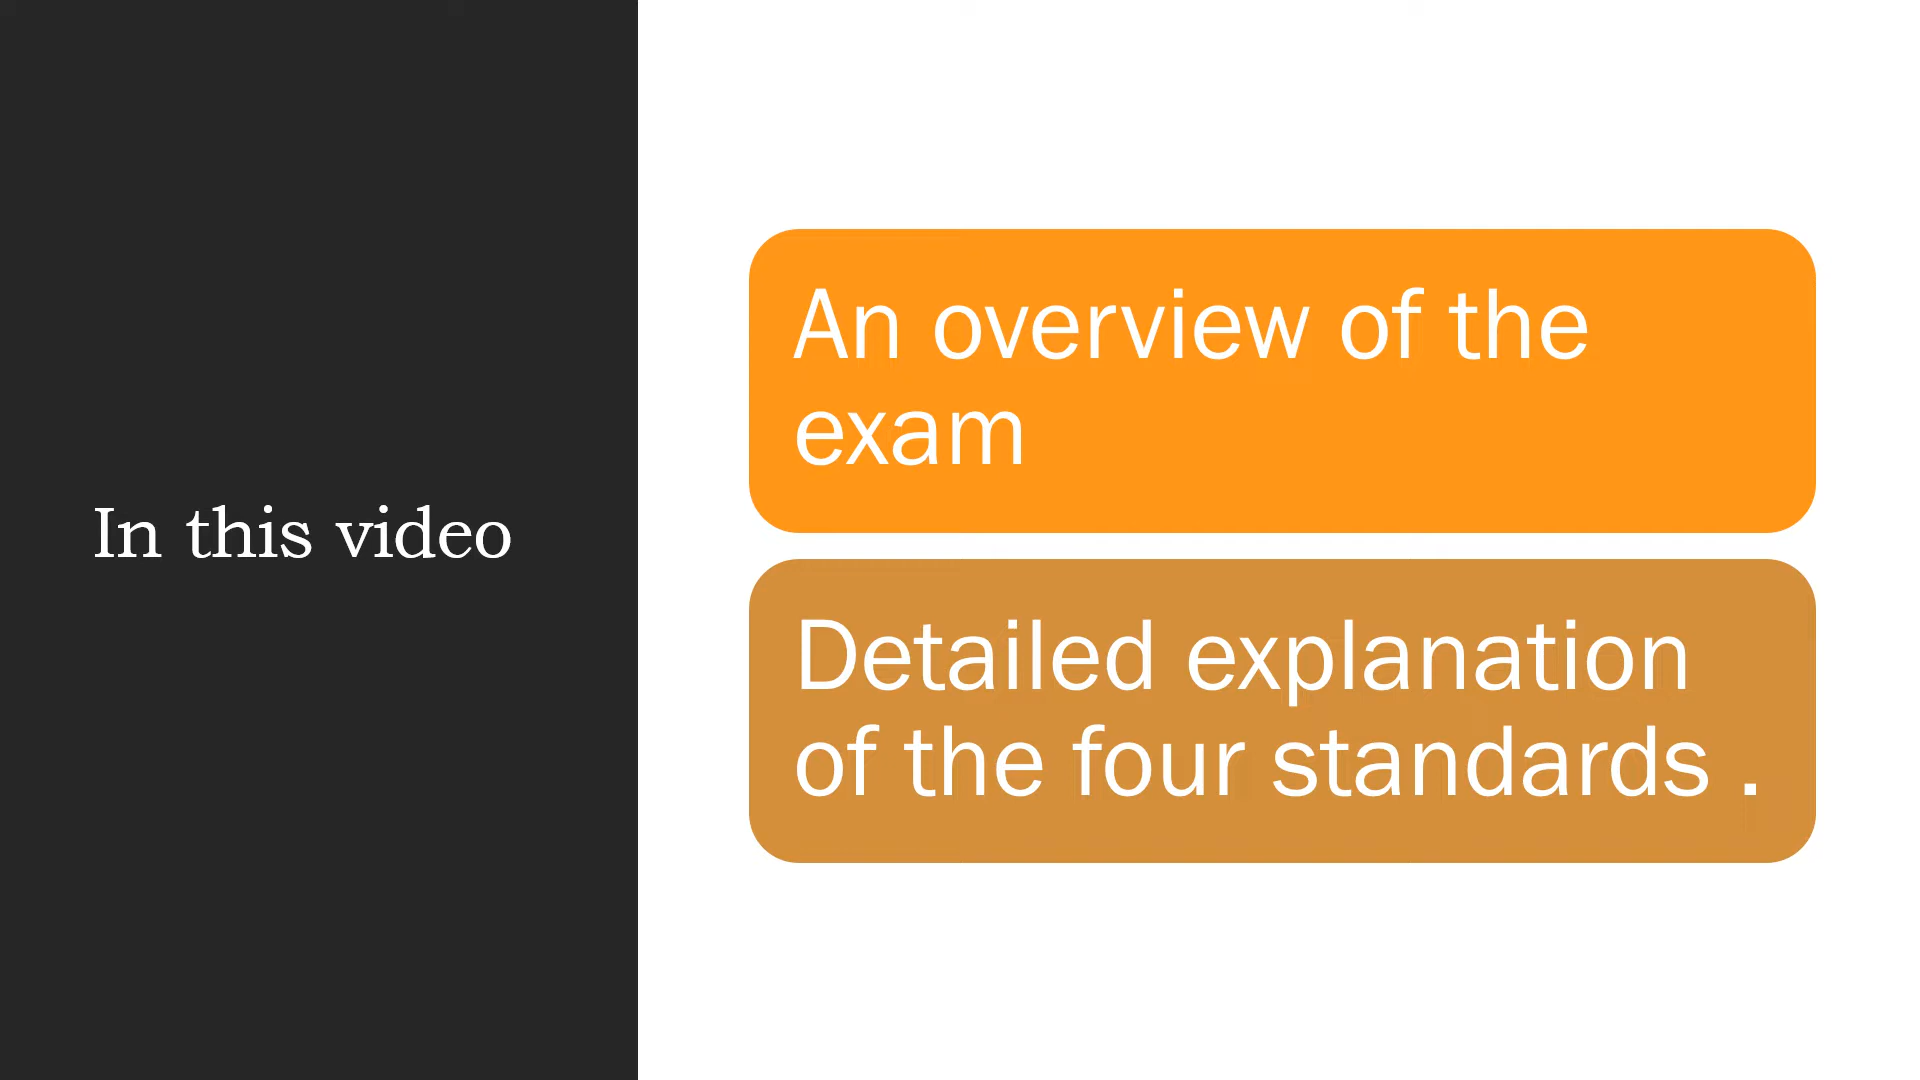 In this video
An overview of the
exam
Detailed explanation
of the four standards .